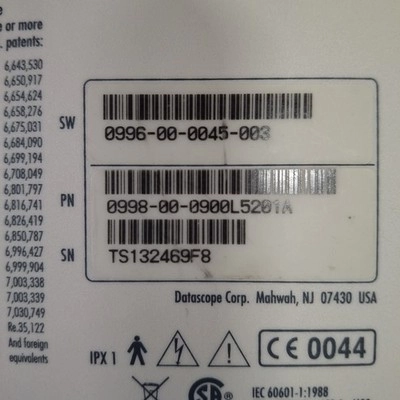 e
e or more
. patents:
6,643,530
6,650,917
6,654,624
6,658,276
6,675,031
6,684,090
6,699,194
6,708,049
6,801,797
6,816,741
6,826,419
6,850,787
6,996,427
6,999,904
7,003,338
7,003,339
7,030,749
Re.35,122
And foreign
equivalents
SW
0996-00-0045-003
PN
0998-00-0900L5201A
SN
TS132469F8
Datascope Corp. Mahwah, NJ 07430 USA
IPX 1
CE 0044
SA
IEC 60601-1:1988